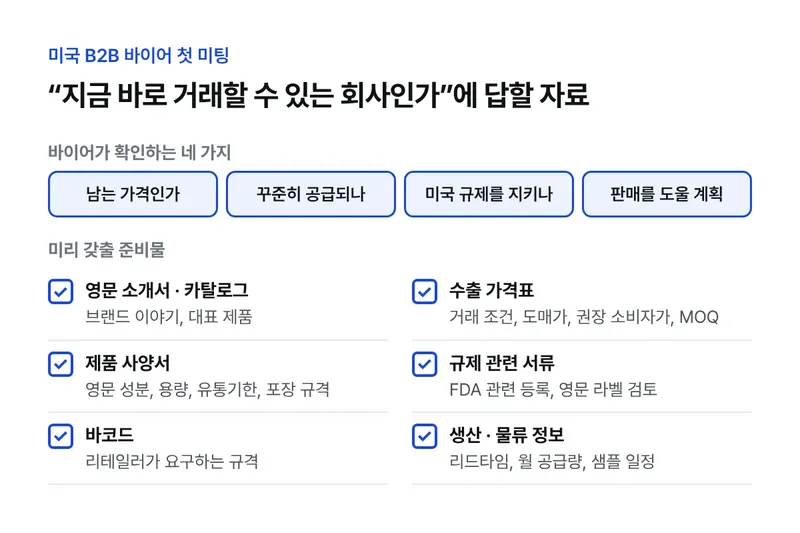 미국 B2B 바이어 첫 미팅
“지금 바로 거래할 수 있는 회사인가”에 답할 자료
바이어가 확인하는 네 가지
남는 가격인가
꾸준히 공급되나
미국 규제를 지키나
판매를 도울 계획
미리 갖출 준비물
영문 소개서 · 카탈로그
브랜드 이야기, 대표 제품
수출 가격표
거래 조건, 도매가, 권장 소비자가, MOQ
제품 사양서
영문 성분, 용량, 유통기한, 포장 규격
규제 관련 서류
FDA 관련 등록, 영문 라벨 검토
바코드
리테일러가 요구하는 규격
생산 · 물류 정보
리드타임, 월 공급량, 샘플 일정